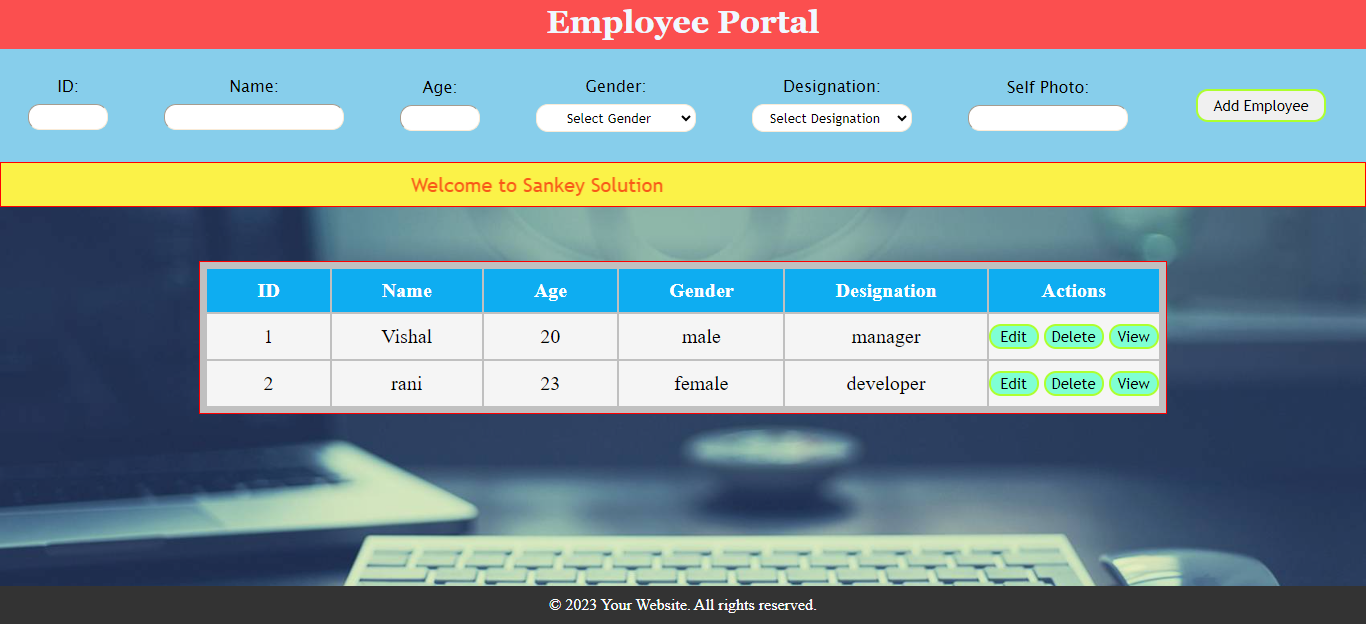 Employee Portal
ID: Name: Age: Gender: Designation: Self Photo:
Select Gender Select Designation Add Employee
Welcome to Sankey Solution
ID Name Age Gender Designation Actions
1 Vishal 20 male manager Edit Delete View
2 rani 23 female developer Edit Delete View
© 2023 Your Website. All rights reserved.